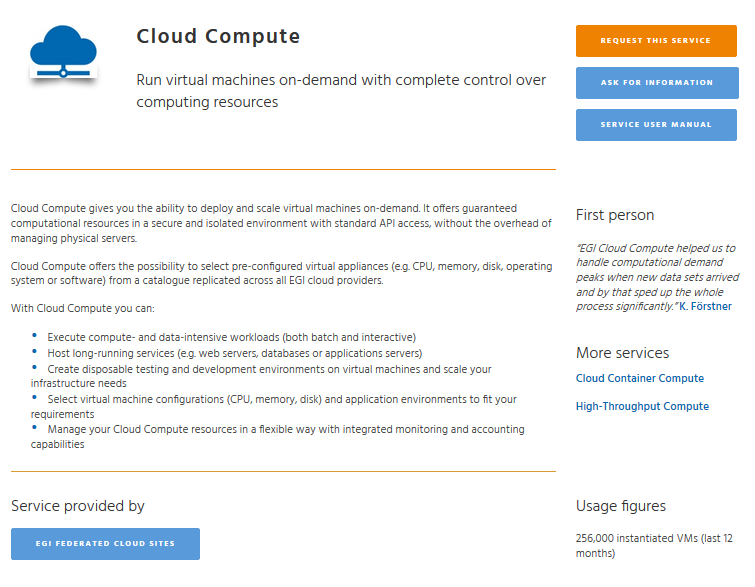 Cloud Compute
Run virtual machines on-demand with complete control over
computing resources
REQUEST THIS SERVICE
ASK FOR INFORMATION
SERVICE USER MANUAL
Cloud Compute gives you the ability to deploy and scale virtual machines on-demand. It offers guaranteed
computational resources in a secure and isolated environment with standard API access, without the overhead of
managing physical servers.
Cloud Compute offers the possibility to select pre-configured virtual appliances (e.g. CPU, memory, disk, operating
system or software) from a catalogue replicated across all EGI cloud providers.
With Cloud Compute you can:
• Execute compute- and data-intensive workloads (both batch and interactive)
• Host long-running services (e.g. web servers, databases or applications servers)
• Create disposable testing and development environments on virtual machines and scale your
infrastructure needs
• Select virtual machine configurations (CPU, memory, disk) and application environments to fit your
requirements
• Manage your Cloud Compute resources in a flexible way with integrated monitoring and accounting
capabilities
First person
“EGI Cloud Compute helped us to
handle computational demand
peaks when new data sets arrived
and by that sped up the whole
process significantly.” K. Förstner
More services
Cloud Container Compute
High-Throughput Compute
Service provided by
EGI FEDERATED CLOUD SITES
Usage figures
256,000 instantiated VMs (last 12
months)